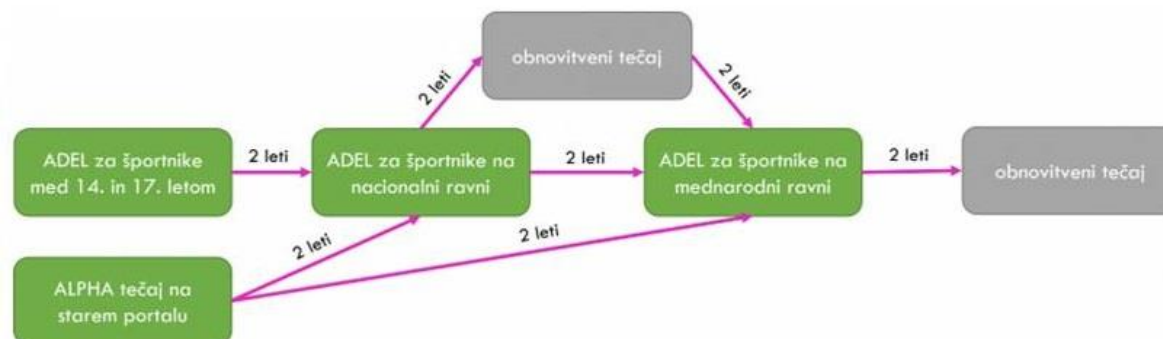 obnovitveni tečaj
2 leti
2 leti
ADEL za športnike
med 14. in 17. letom
2 leti
ADEL za športnike na
nacionalni ravni
2 leti
ADEL za športnike na
mednarodni ravni
2 leti
obnovitveni tečaj
2 leti
2 leti
ALPHA tečaj na
starem portalu